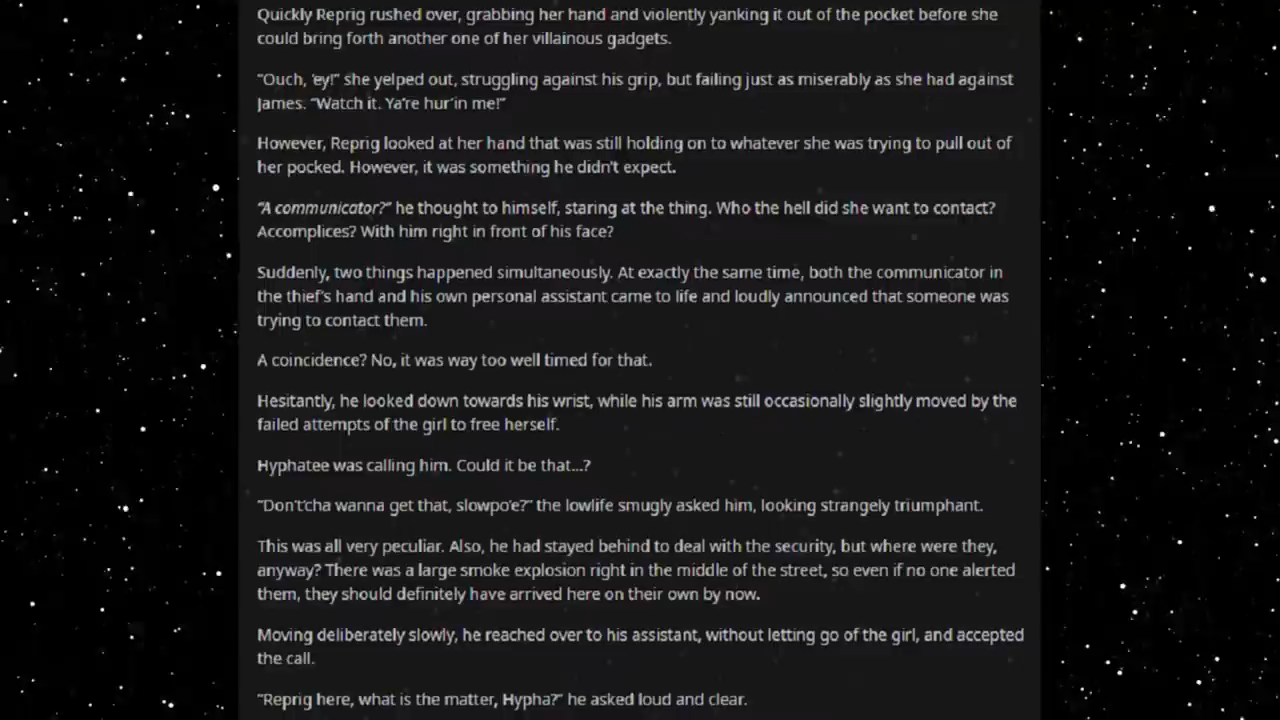 Quickly Reprig rushed over, grabbing her hand and violently yanking it out of the pocket before she
could bring forth another one of her villainous gadgets.
“Ouch, ‘ey!” she yelped out, struggling against his grip, but failing just as miserably as she had against
James. “Watch it. Ya’re hur’in me!”
However, Reprig looked at her hand that was still holding on to whatever she was trying to pull out of
her pocked. However, it was something he didn’t expect.
“A communicator?” he thought to himself, staring at the thing. Who the hell did she want to contact?
Accomplices? With him right in front of his face?
Suddenly, two things happened simultaneously. At exactly the same time, both the communicator in
the thief’s hand and his own personal assistant came to life and loudly announced that someone was
trying to contact them.
A coincidence? No, it was way too well timed for that.
Hesitantly, he looked down towards his wrist, while his arm was still occasionally slightly moved by the
failed attempts of the girl to free herself.
Hyphatee was calling him. Could it be that…?
“Don’t’cha wanna get that, slowpo’e?” the lowlife smugly asked him, looking strangely triumphant.
This was all very peculiar. Also, he had stayed behind to deal with the security, but where were they,
anyway? There was a large smoke explosion right in the middle of the street, so even if no one alerted
them, they should definitely have arrived here on their own by now.
Moving deliberately slowly, he reached over to his assistant, without letting go of the girl, and accepted
the call.
“Reprig here, what is the matter, Hypha?” he asked loud and clear.